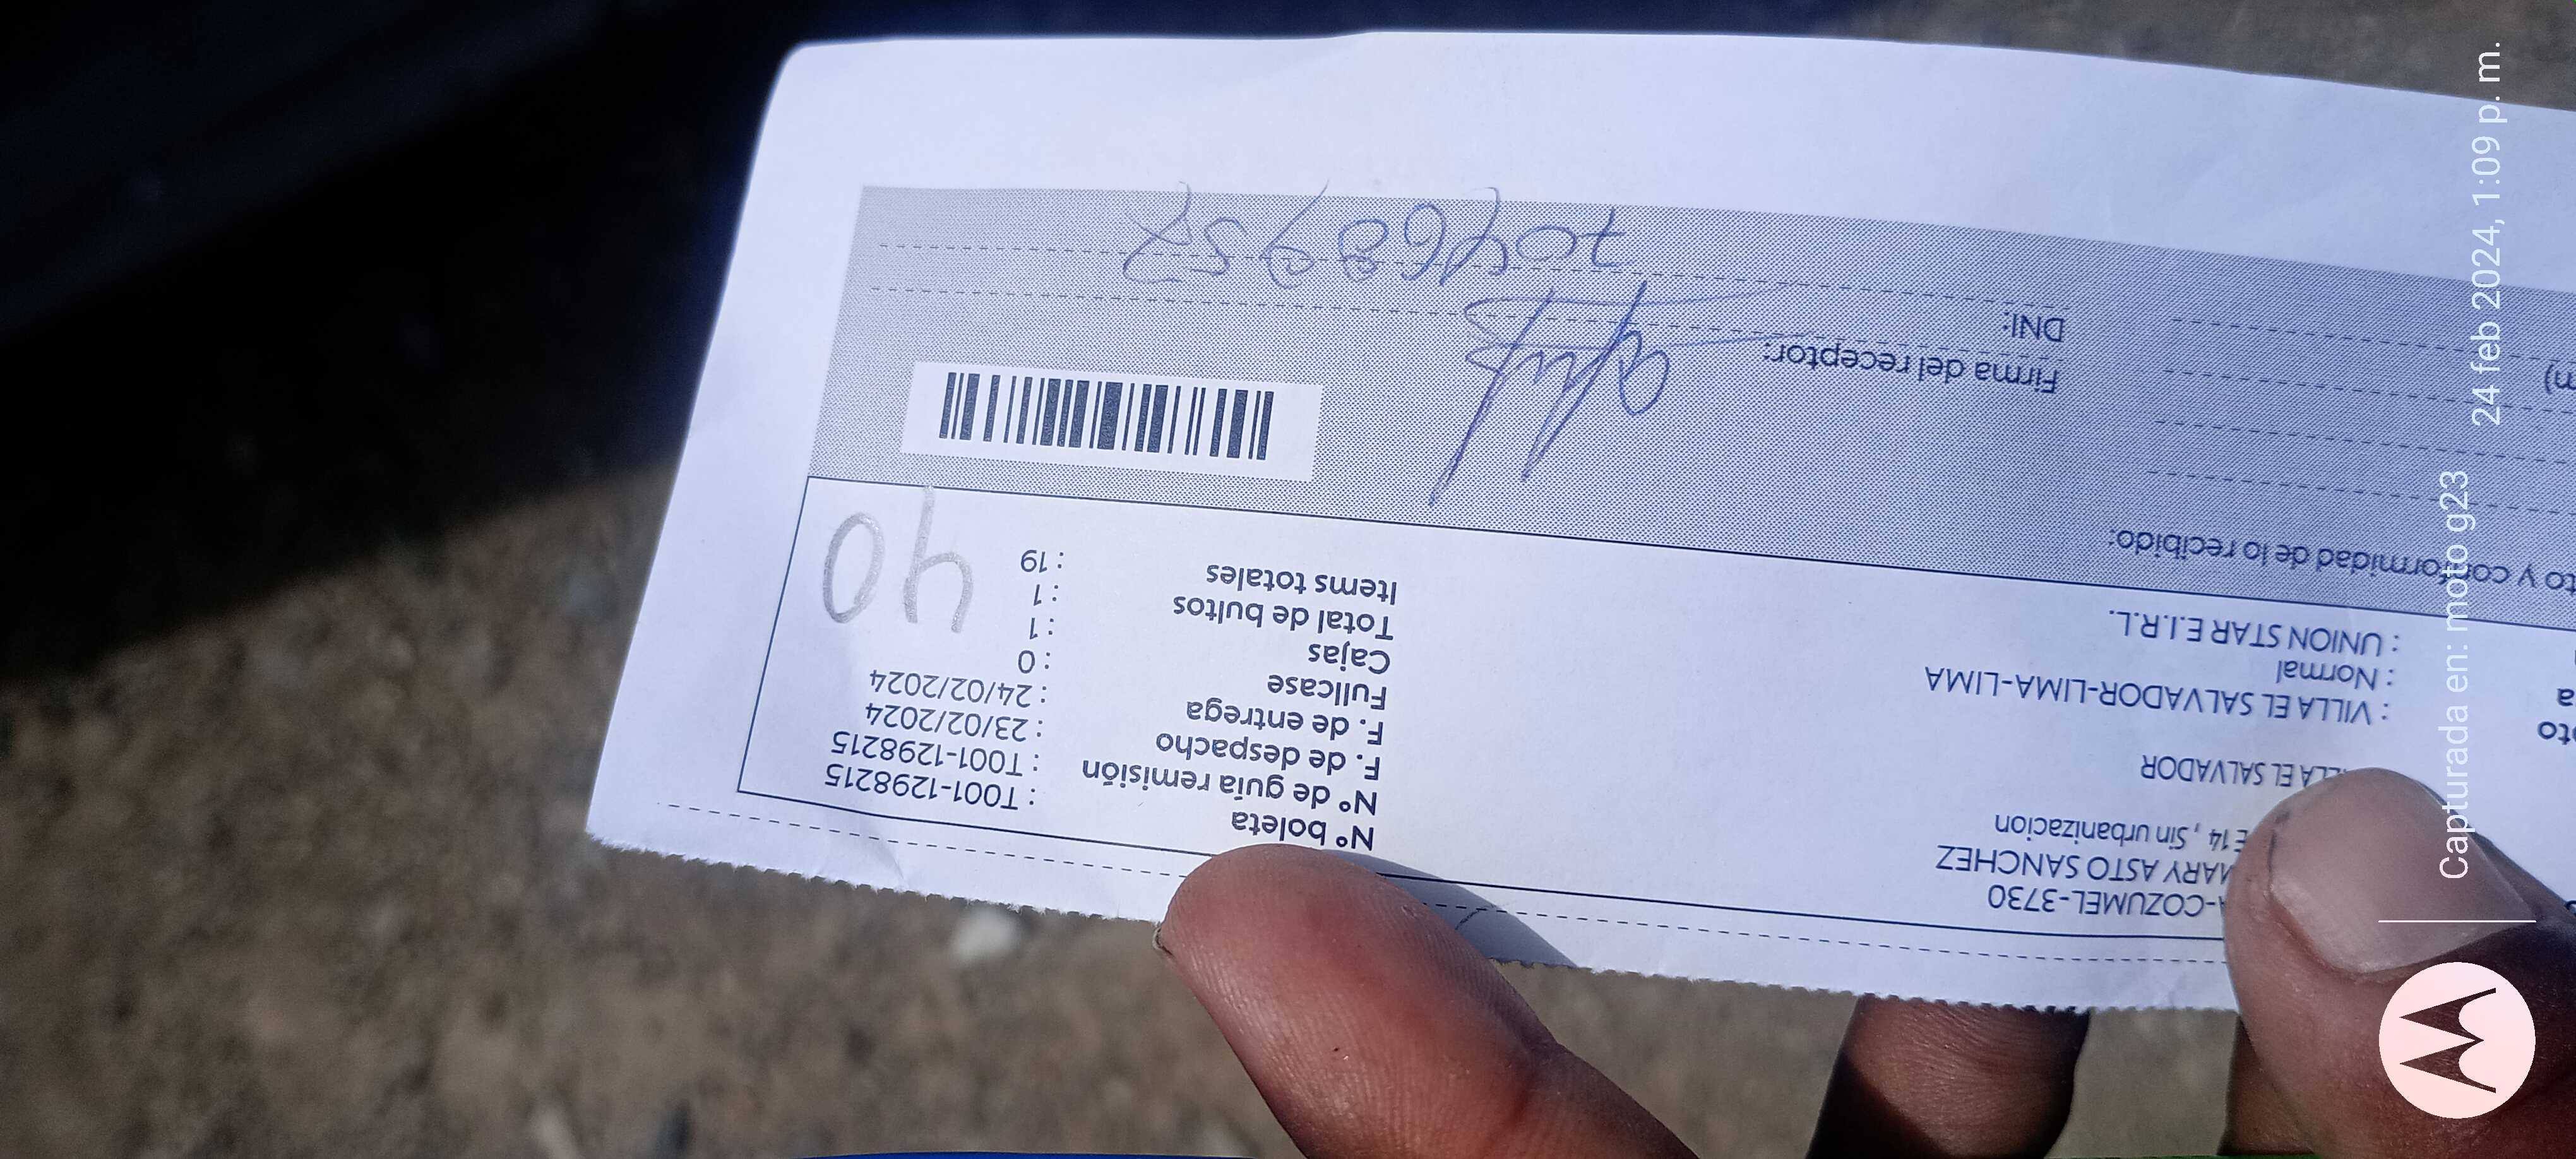 -COZUMEL-3730
MARY ASTO SANCHEZ
E 14 , Sin urbanizacion
LLA EL SALVADOR
: VILLA EL SALVADOR-LIMA-LIMA
: Normal
: UNION STAR E.I.R.L.
Nº boleta : T001-1298215
Nº de guía remisión : T001-1298215
F. de despacho : 23/02/2024
F. de entrega : 24/02/2024
Fullcase : 0
Cajas : 1
Total de bultos : 1
Items totales : 19
40
to y conformidad de lo recibido:
Firma del receptor:
DNI: 70468957
Capturada en: moto g23 24 feb 2024, 1:09 p. m.